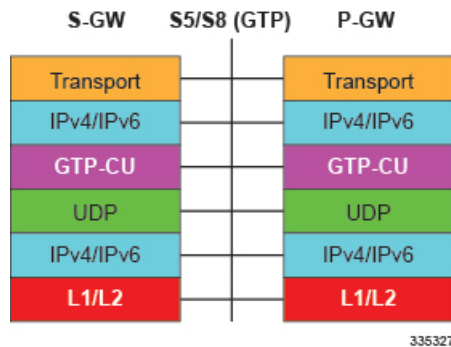 S-GW S5/S8 (GTP) P-GW
Transport Transport
IPv4/IPv6 IPv4/IPv6
GTP-CU GTP-CU
UDP UDP
IPv4/IPv6 IPv4/IPv6
L1/L2 L1/L2
335327